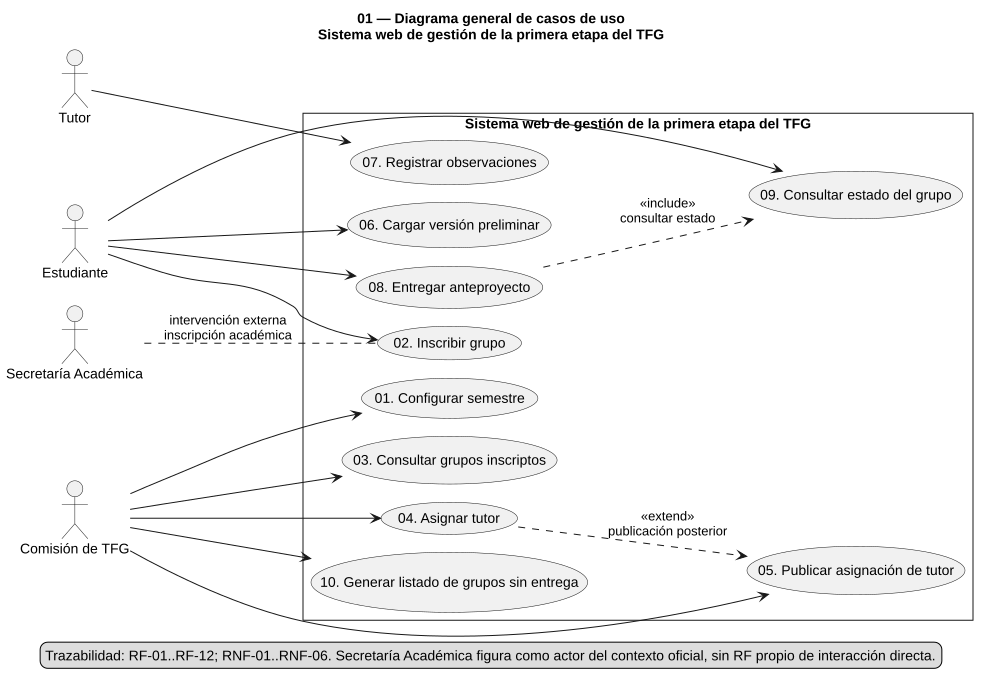 01 — Diagrama general de casos de uso
Sistema web de gestión de la primera etapa del TFG
Sistema web de gestión de la primera etapa del TFG
Tutor
07. Registrar observaciones
09. Consultar estado del grupo
«include»
consultar estado
06. Cargar versión preliminar
Estudiante
08. Entregar anteproyecto
intervención externa
inscripción académica
02. Inscribir grupo
Secretaría Académica
01. Configurar semestre
03. Consultar grupos inscriptos
04. Asignar tutor
«extend»
publicación posterior
Comisión de TFG
05. Publicar asignación de tutor
10. Generar listado de grupos sin entrega
Trazabilidad: RF-01..RF-12; RNF-01..RNF-06. Secretaría Académica figura como actor del contexto oficial, sin RF propio de interacción directa.